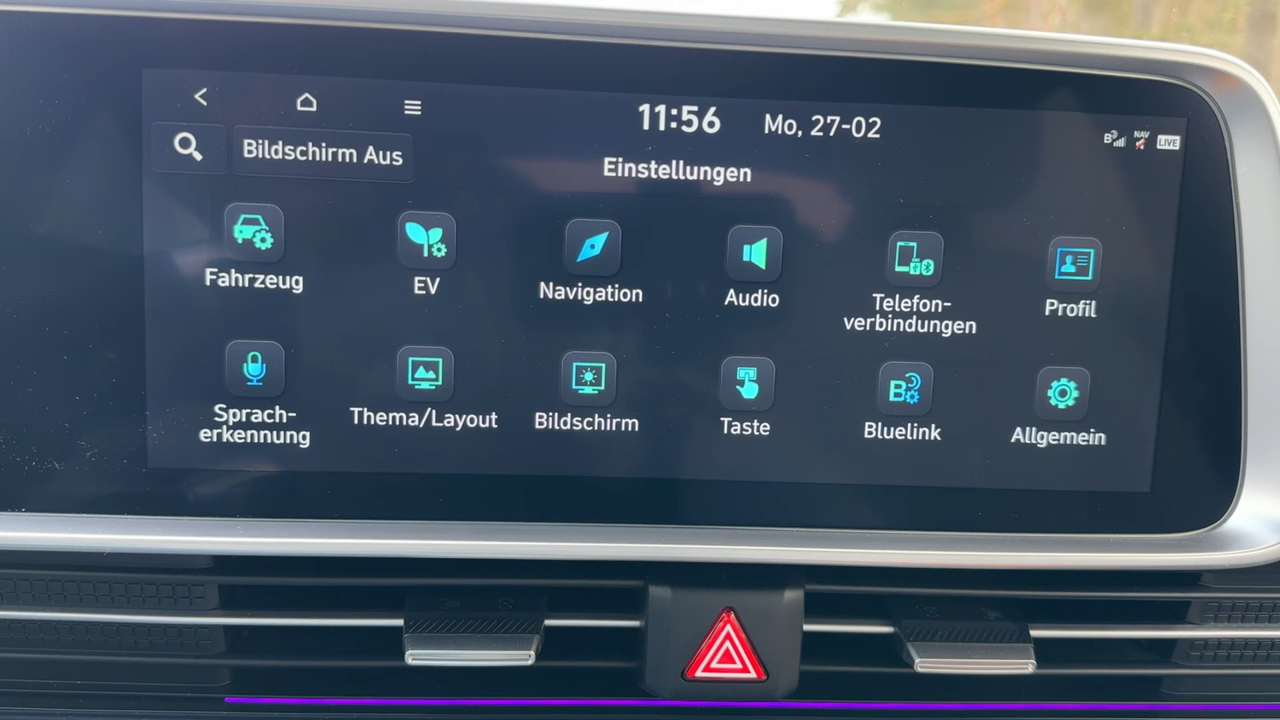 11:56 Mo, 27-02
NAV
B LIVE
Bildschirm Aus
Einstellungen
Fahrzeug
EV
Navigation
Audio
Telefon-
verbindungen
Profil
Sprach-
erkennung
Thema/Layout
Bildschirm
Taste
B
Bluelink
Allgemein